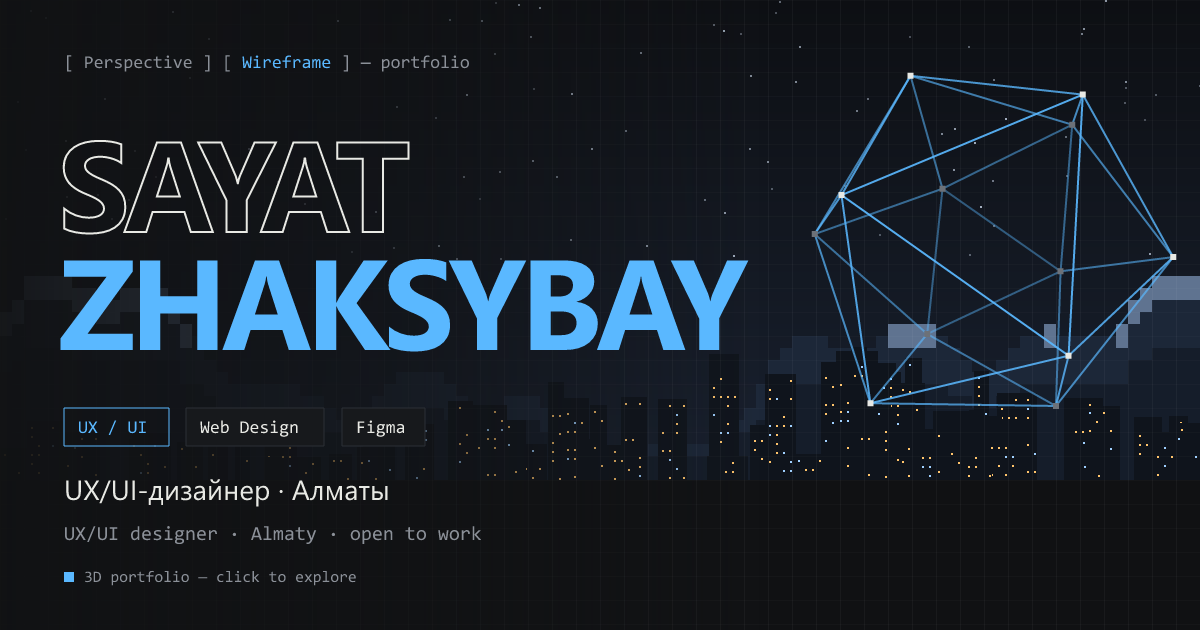 [ Perspective ] [ Wireframe ] — portfolio
SAYAT
ZHAKSYBAY
UX / UI Web Design Figma
UX/UI-дизайнер · Алматы
UX/UI designer · Almaty · open to work
3D portfolio — click to explore